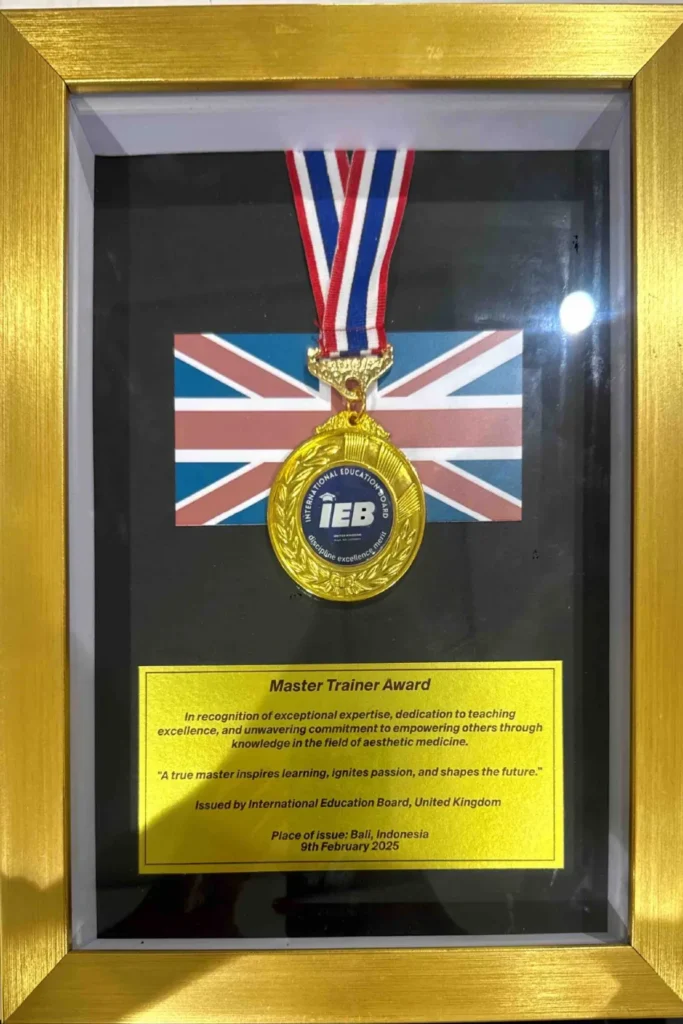 INTERNATIONAL EDUCATION BOARD
IEB
discipline excellence merit
Master Trainer Award
In recognition of exceptional expertise, dedication to teaching
excellence, and unwavering commitment to empowering others through
knowledge in the field of aesthetic medicine.
"A true master inspires learning, ignites passion, and shapes the future."
Issued by International Education Board, United Kingdom
Place of issue: Bali, Indonesia
9th February 2025